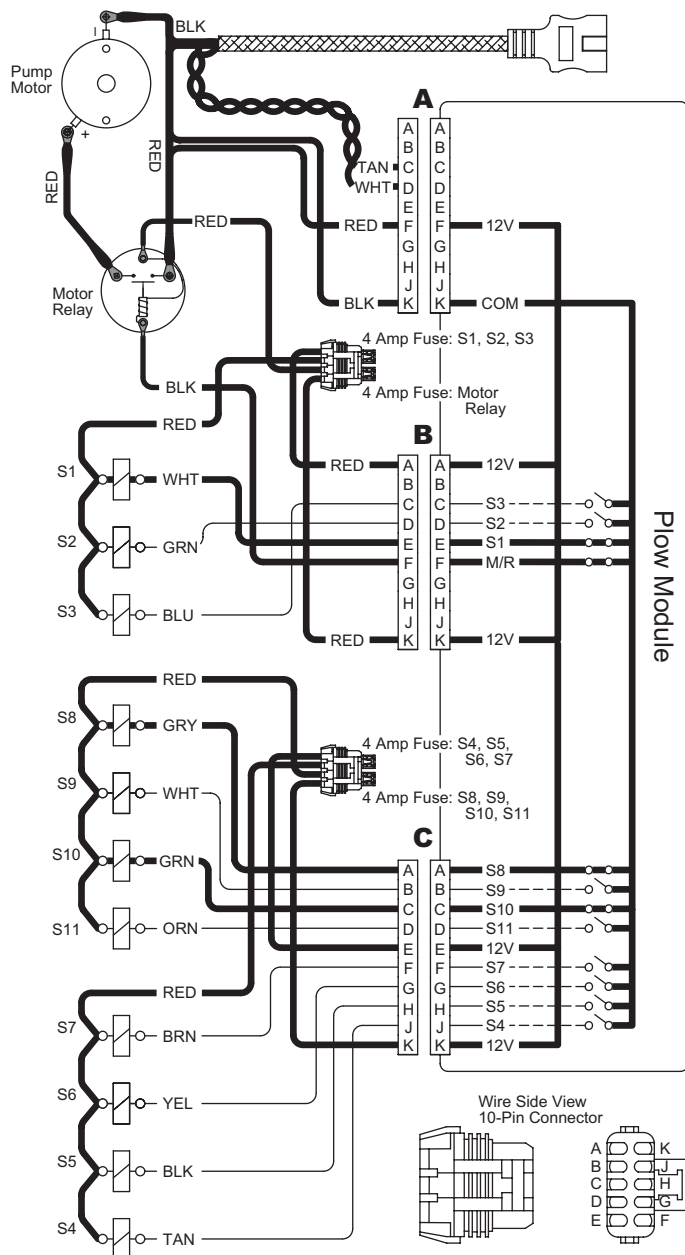 BLK
Pump
Motor
–
+
RED
RED
TAN
WHT
A
A A
B B
C C
D D
E E
F F
G G
H H
J J
K K
RED
12V
BLK
COM
RED
Motor
Relay
BLK
4 Amp Fuse: S1, S2, S3
4 Amp Fuse: Motor
Relay
RED
S1
WHT
S2
GRN
S3
BLU
B
RED
A A 12V
B B
C C S3
D D S2
E E S1
F F M/R
G G
H H
J J
RED
K K 12V
Plow Module
RED
S8
GRY
S9
WHT
S10
GRN
S11
ORN
4 Amp Fuse: S4, S5,
S6, S7
4 Amp Fuse: S8, S9,
S10, S11
C
A A S8
B B S9
C C S10
D D S11
E E 12V
F F S7
G G S6
H H S5
J J S4
K K 12V
RED
S7
BRN
S6
YEL
S5
BLK
S4
TAN
Wire Side View
10-Pin Connector
A K
B J
C H
D G
E F